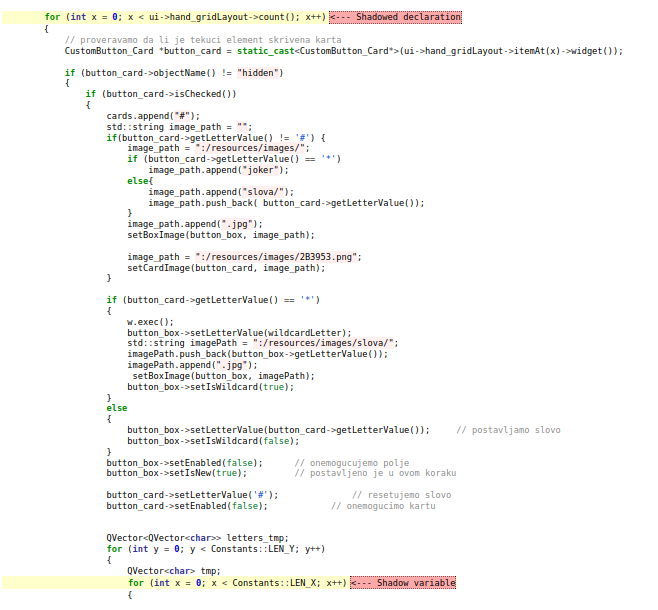 for (int x = 0; x < ui->hand_gridLayout->count(); x++) <--- Shadowed declaration
{
// proveravamo da li je tekuci element skrivena karta
CustomButton_Card *button_card = static_cast<CustomButton_Card*>(ui->hand_gridLayout->itemAt(x)->widget());
if (button_card->objectName() != "hidden")
{
if (button_card->isChecked())
{
cards.append("#");
std::string image_path = "";
if(button_card->getLetterValue() != '#') {
image_path = ":/resources/images/";
if (button_card->getLetterValue() == '*')
image_path.append("joker");
else{
image_path.append("slova/");
image_path.push_back( button_card->getLetterValue());
}
image_path.append(".jpg");
setBoxImage(button_box, image_path);
image_path = ":/resources/images/2B3953.png";
setCardImage(button_card, image_path);
}
if (button_card->getLetterValue() == '*')
{
w.exec();
button_box->setLetterValue(wildcardLetter);
std::string imagePath = ":/resources/images/slova/";
imagePath.push_back(button_box->getLetterValue());
imagePath.append(".jpg");
setBoxImage(button_box, imagePath);
button_box->setIsWildcard(true);
}
else
{
button_box->setLetterValue(button_card->getLetterValue()); // postavljamo slovo
button_box->setIsWildcard(false);
}
button_box->setEnabled(false); // onemogucujemo polje
button_box->setIsNew(true); // postavljeno je u ovom koraku
button_card->setLetterValue('#'); // resetujemo slovo
button_card->setEnabled(false); // onemogucimo kartu
QVector<QVector<char>> letters_tmp;
for (int y = 0; y < Constants::LEN_Y; y++)
{
QVector<char> tmp;
for (int x = 0; x < Constants::LEN_X; x++) <--- Shadow variable
{